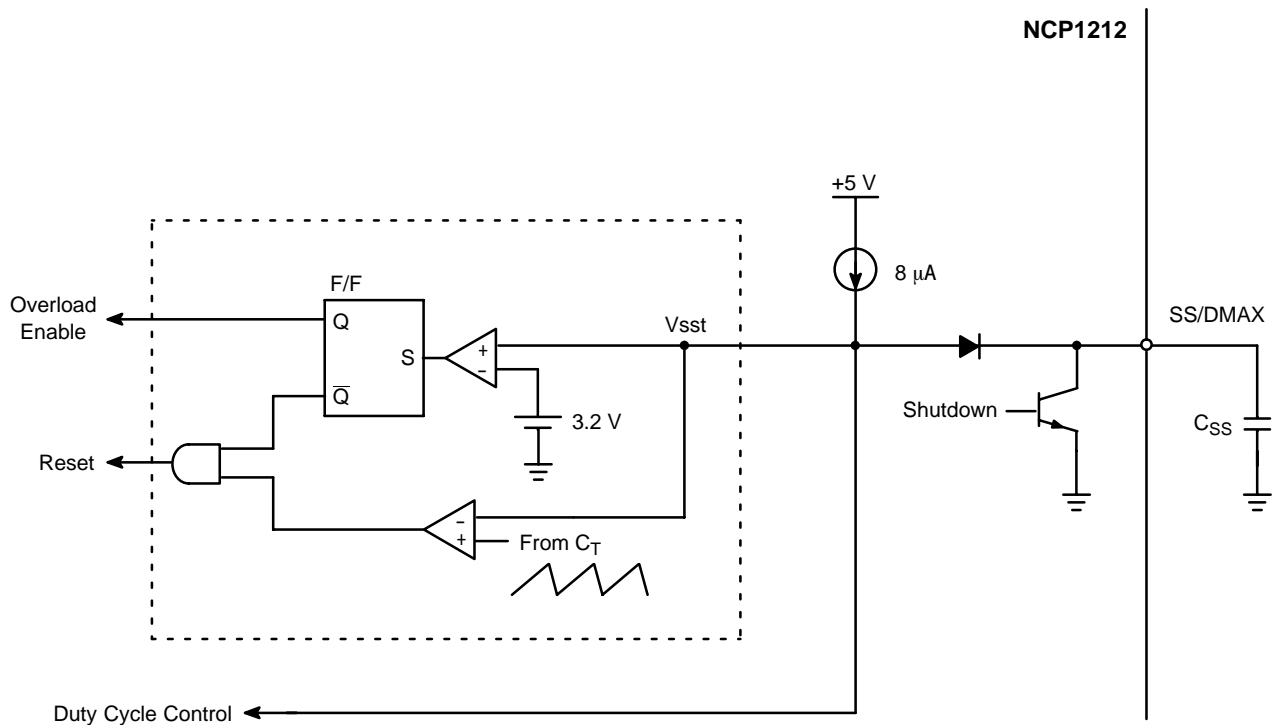 NCP1212
+5 V
8 μA
F/F
Overload
Enable
Q
Vsst
SS/DMAX
S
+
-
Q̅
3.2 V
Shutdown
CSS
Reset
-
+
From CT
Duty Cycle Control